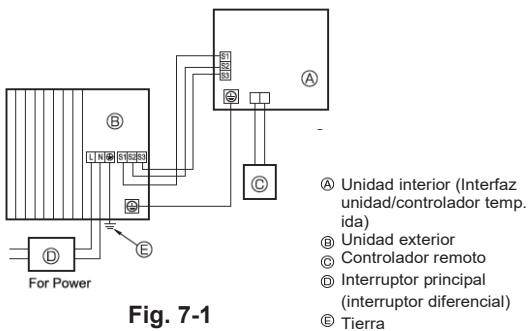 S1
S2
S3
Ⓐ
Ⓑ
L N S1 S2 S3
Ⓒ
Ⓓ
Ⓔ
For Power
Fig. 7-1
Ⓐ Unidad interior (Interfaz
unidad/controlador temp.
ida)
Ⓑ Unidad exterior
Ⓒ Controlador remoto
Ⓓ Interruptor principal
(interruptor diferencial)
Ⓔ Tierra